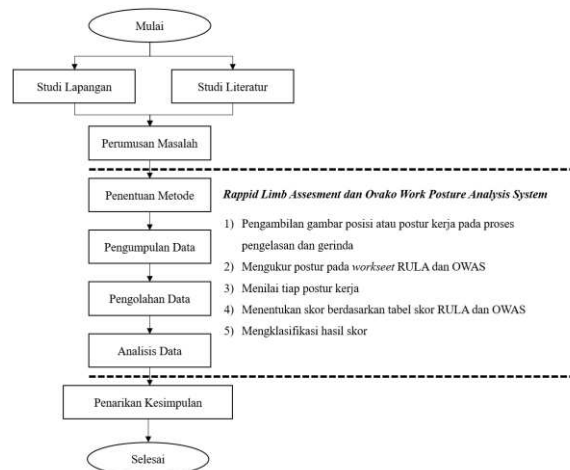 Mulai
Studi Lapangan
Studi Literatur
Perumusan Masalah
Penentuan Metode
Rappid Limb Assesment dan Ovako Work Posture Analysis System
1) Pengambilan gambar posisi atau postur kerja pada proses
pengelasan dan gerinda
Pengumpulan Data
2) Mengukur postur pada workseet RULA dan OWAS
3) Menilai tiap postur kerja
Pengolahan Data
4) Menentukan skor berdasarkan tabel skor RULA dan OWAS
5) Mengklasifikasi hasil skor
Analisis Data
Penarikan Kesimpulan
Selesai